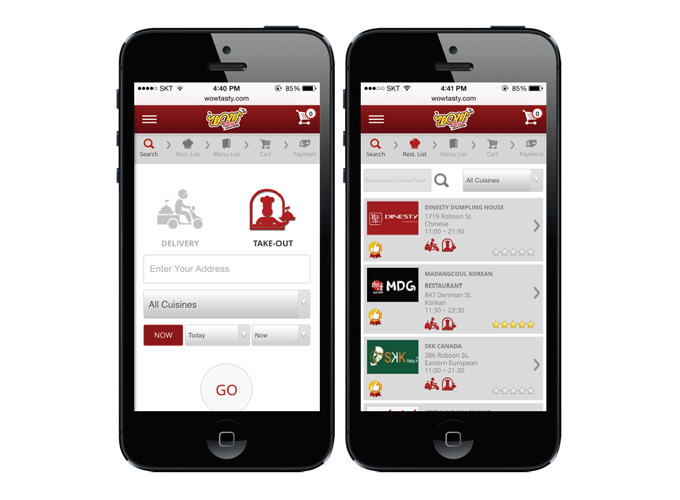 ●●●●○ SKT 4:40 PM 85%
wowtasty.com
WOW
0
Search Rest. List Menu List Cart Payment
DELIVERY TAKE-OUT
Enter Your Address
All Cuisines
NOW Today Now
GO
●●●○○ SKT 4:41 PM 85%
wowtasty.com
WOW
0
Search Rest. List Menu List Cart Payment
All Cuisines
DINESTY
DINESTY DUMPLING HOUSE
1719 Robson St.
Chinese
11:00 ~ 21:30
MDG
MADANGCOUL KOREAN
RESTAURANT
847 Denman St.
Korean
11:30 ~ 22:30
SKK
SKK CANADA
386 Robson St.
Eastern European
11:00 ~ 21:30